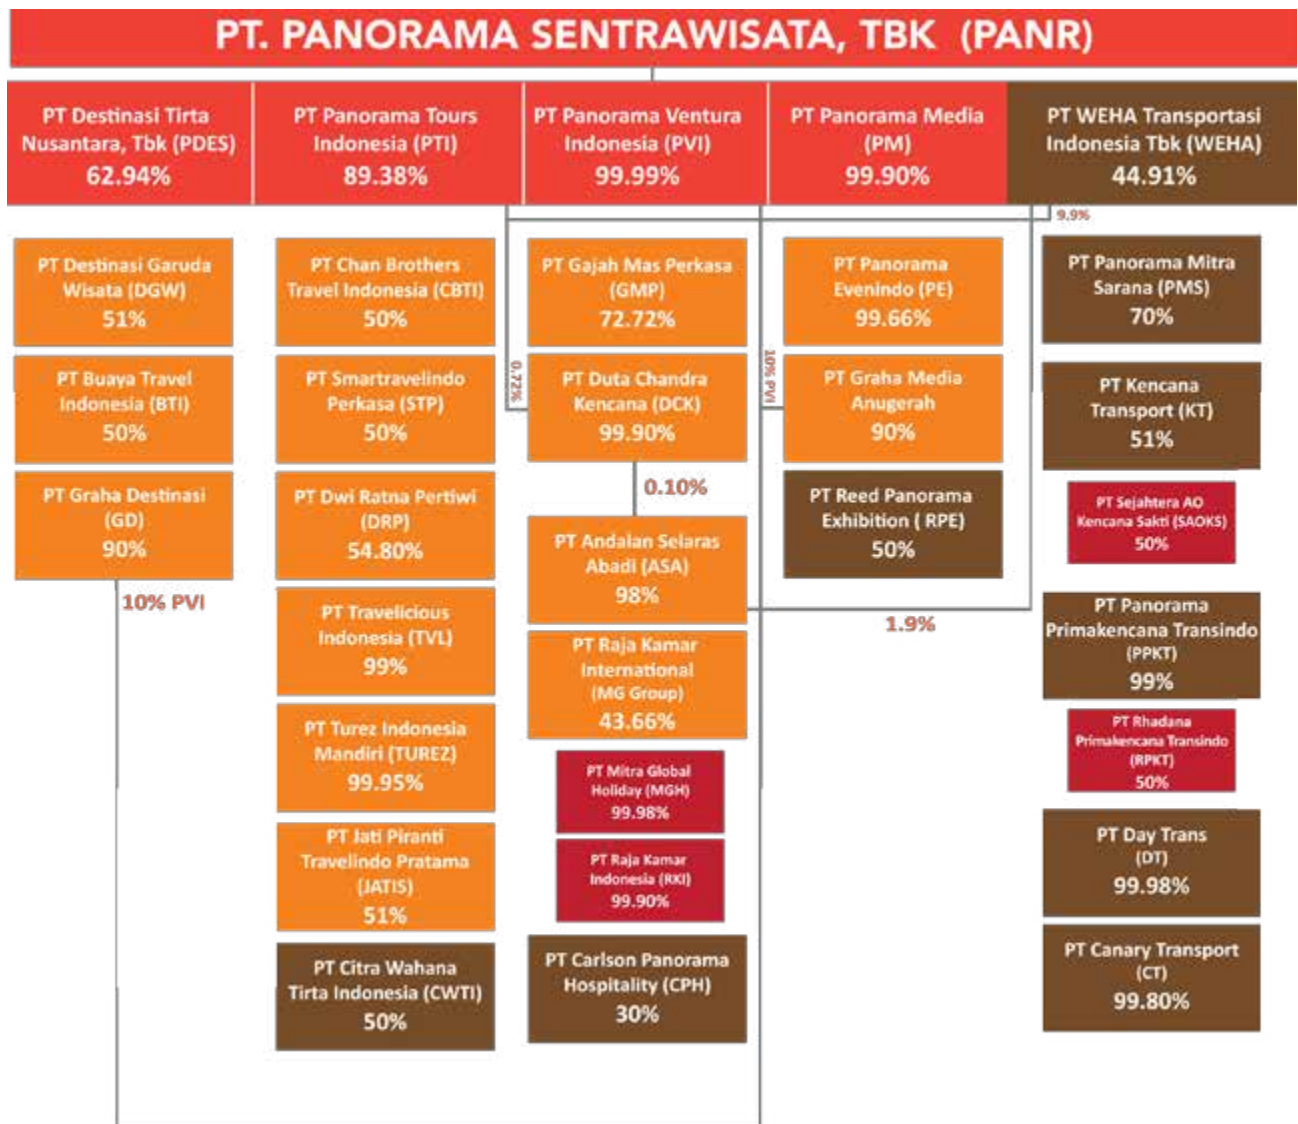 PT. PANORAMA SENTRAWISATA, TBK (PANR)
PT Destinasi Tirta
Nusantara, Tbk (PDES)
62.94%
PT Panorama Tours
Indonesia (PTI)
89.38%
PT Panorama Ventura
Indonesia (PVI)
99.99%
PT Panorama Media
(PM)
99.90%
PT WEHA Transportasi
Indonesia Tbk (WEHA)
44.91%
9.9%
PT Destinasi Garuda
Wisata (DGW)
51%
PT Buaya Travel
Indonesia (BTI)
50%
PT Graha Destinasi
(GD)
90%
10% PVI
PT Chan Brothers
Travel Indonesia (CBTI)
50%
PT Smartravelindo
Perkasa (STP)
50%
PT Dwi Ratna Pertiwi
(DRP)
54.80%
PT Travelicious
Indonesia (TVL)
99%
PT Turez Indonesia
Mandiri (TUREZ)
99.95%
PT Jati Piranti
Travelindo Pratama
(JATIS)
51%
PT Citra Wahana
Tirta Indonesia (CWTI)
50%
PT Gajah Mas Perkasa
(GMP)
72.72%
0.72%
PT Duta Chandra
Kencana (DCK)
99.90%
0.10%
PT Andalan Selaras
Abadi (ASA)
98%
1.9%
PT Raja Kamar
International
(MG Group)
43.66%
PT Mitra Global
Holiday (MGH)
99.98%
PT Raja Kamar
Indonesia (RKI)
99.90%
PT Carlson Panorama
Hospitality (CPH)
30%
PT Panorama
Evenindo (PE)
99.66%
10% PVI
PT Graha Media
Anugerah
90%
PT Reed Panorama
Exhibition ( RPE)
50%
PT Panorama Mitra
Sarana (PMS)
70%
PT Kencana
Transport (KT)
51%
PT Sejahtera AO
Kencana Sakti (SAOKS)
50%
PT Panorama
Primakencana Transindo
(PPKT)
99%
PT Rhadana
Primakencana Transindo
(RPKT)
50%
PT Day Trans
(DT)
99.98%
PT Canary Transport
(CT)
99.80%